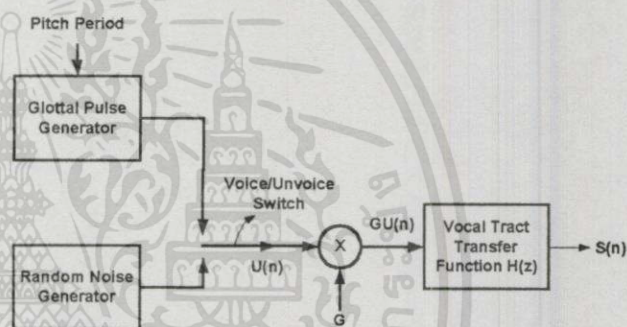 Pitch Period
Glottal Pulse
Generator
Voice/Unvoice
Switch
GU(n)
Vocal Tract
Transfer
Function H(z)
S(n)
X
U(n)
Random Noise
Generator
G